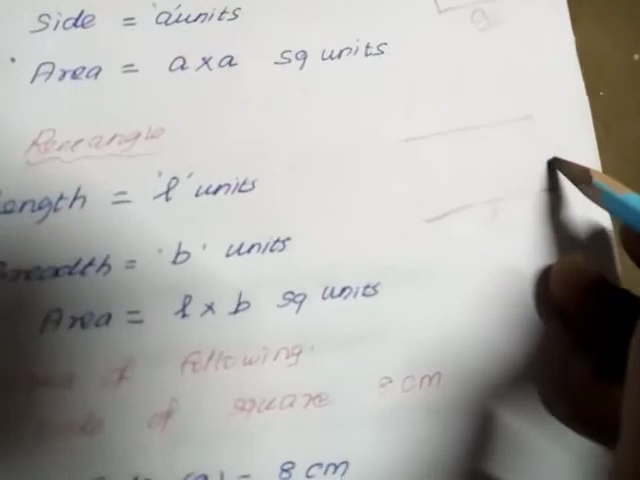 Side = 'a' units
a
Area = a × a sq units
Rectangle
Length = 'l' units
Breadth = 'b' units
Area = l × b sq units
of following.
of square 8 cm
(a) = 8 cm